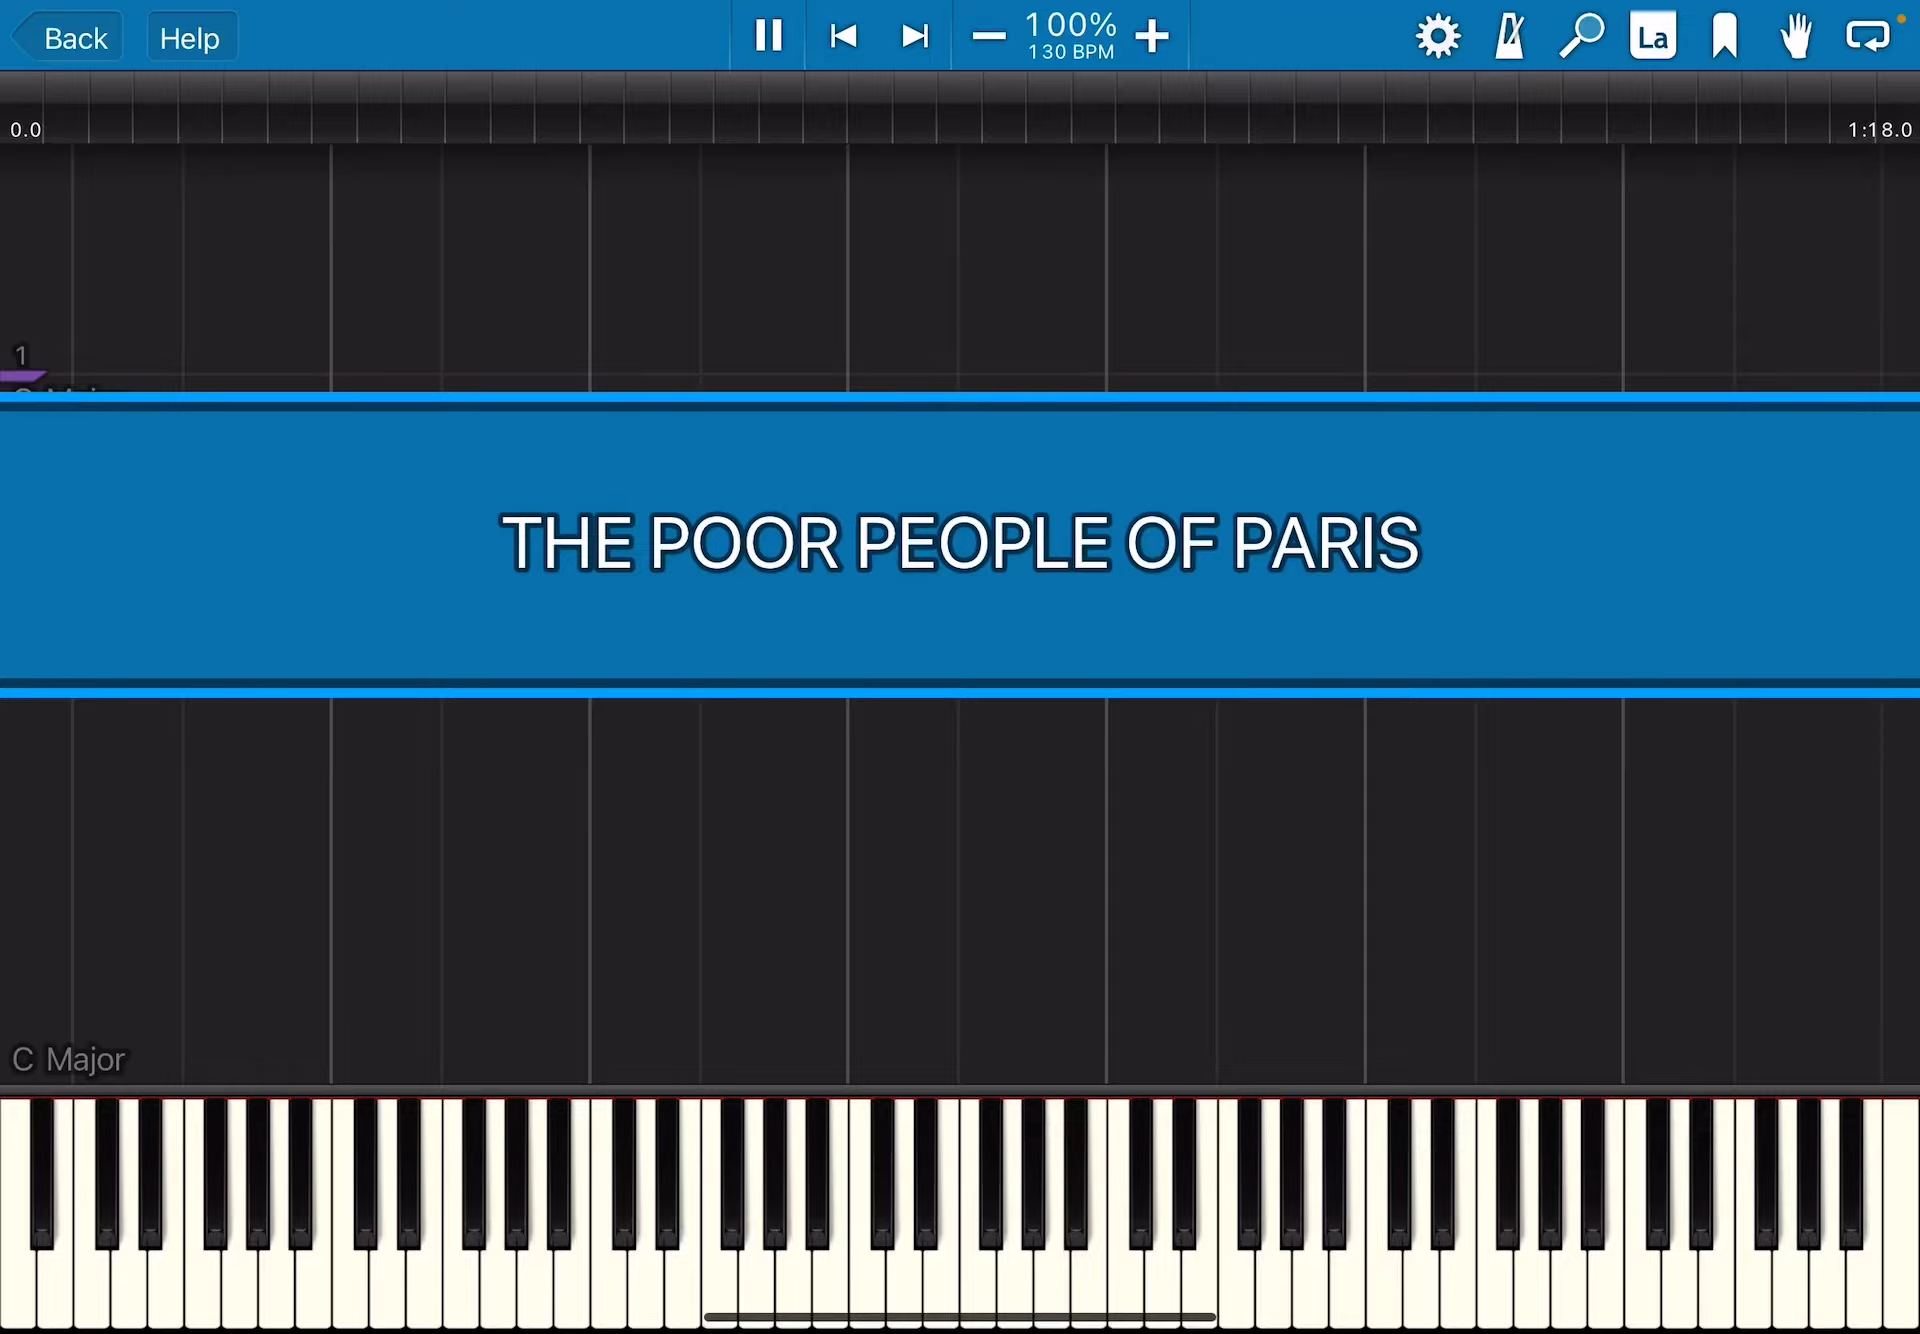 Back
Help
100%
130 BPM
La
0.0
1:18.0
1
THE POOR PEOPLE OF PARIS
C Major